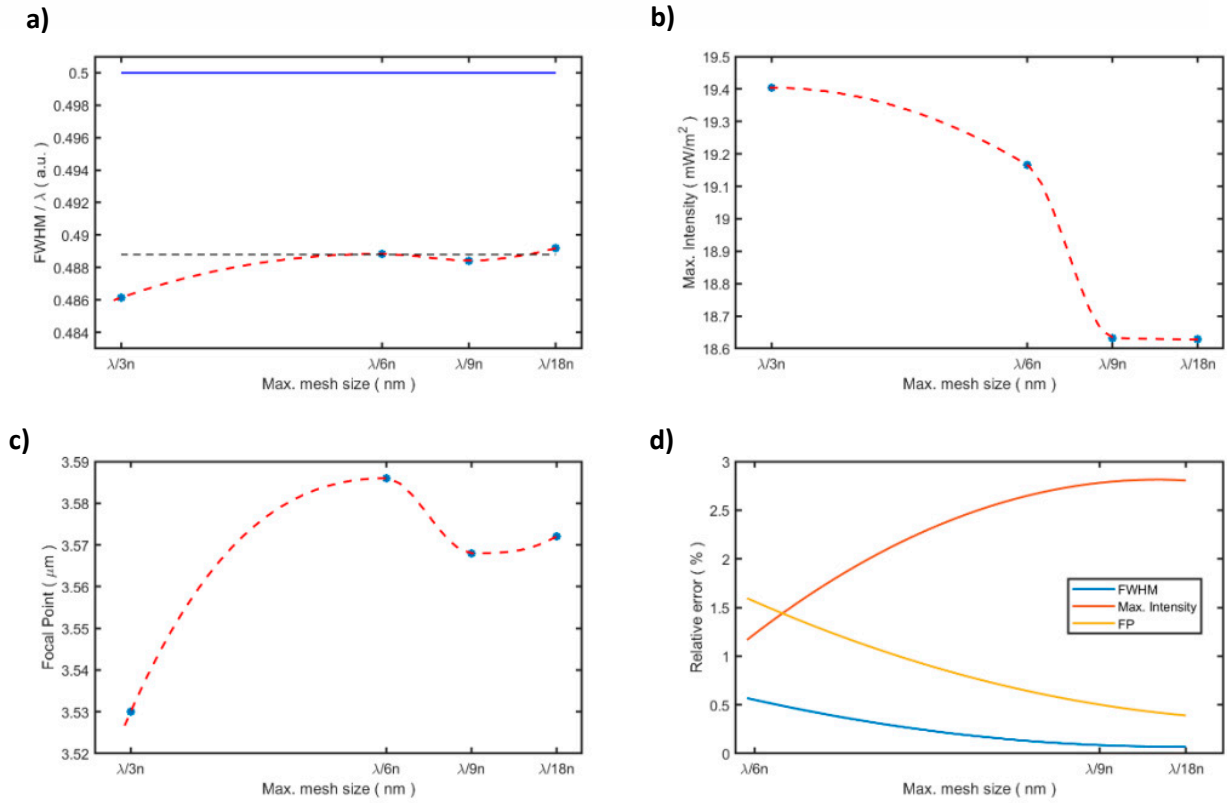 a)
0.5
0.498
0.496
0.494
0.492
0.49
0.488
0.486
0.484
FWHM / λ ( a.u. )
λ/3n λ/6n λ/9n λ/18n
Max. mesh size ( nm )
b)
19.5
19.4
19.3
19.2
19.1
19
18.9
18.8
18.7
18.6
Max. Intensity ( mW/m²)
λ/3n λ/6n λ/9n λ/18n
Max. mesh size ( nm )
c)
3.59
3.58
3.57
3.56
3.55
3.54
3.53
3.52
Focal Point ( μm )
λ/3n λ/6n λ/9n λ/18n
Max. mesh size ( nm )
d)
3
2.5
2
1.5
1
0.5
0
Relative error ( % )
FWHM
Max. Intensity
FP
λ/6n λ/9n λ/18n
Max. mesh size ( nm )